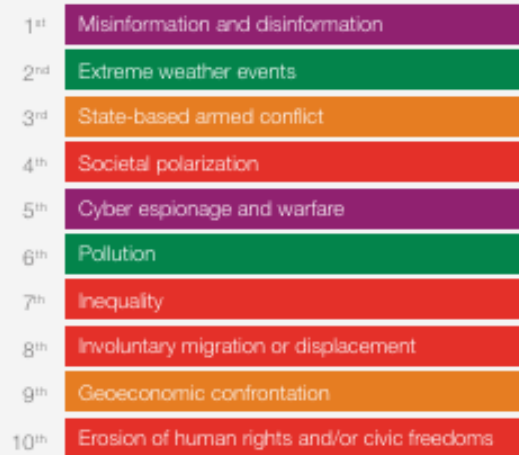 1st Misinformation and disinformation
2nd Extreme weather events
3rd State-based armed conflict
4th Societal polarization
5th Cyber espionage and warfare
6th Pollution
7th Inequality
8th Involuntary migration or displacement
9th Geoeconomic confrontation
10th Erosion of human rights and/or civic freedoms